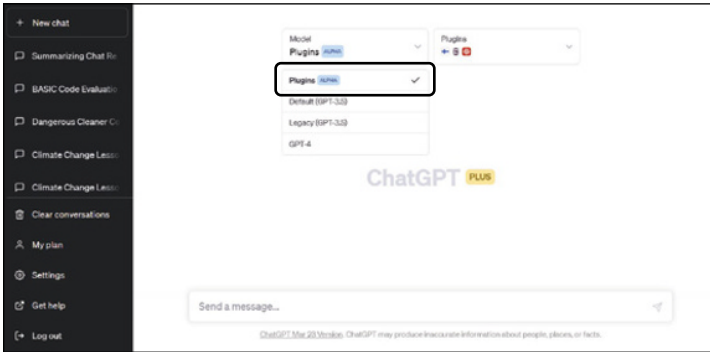 + New chat
Summarizing Chat Re
BASIC Code Evaluatio
Dangerous Cleaner Co
Climate Change Lesso
Climate Change Lesso
Clear conversations
My plan
Settings
Get help
Log out
Model
Plugins ALPHA
Plugins
Plugins ALPHA
Default (GPT-3.5)
Legacy (GPT-3.5)
GPT-4
ChatGPT PLUS
Send a message...
ChatGPT Mar 23 Version. ChatGPT may produce inaccurate information about people, places, or facts.